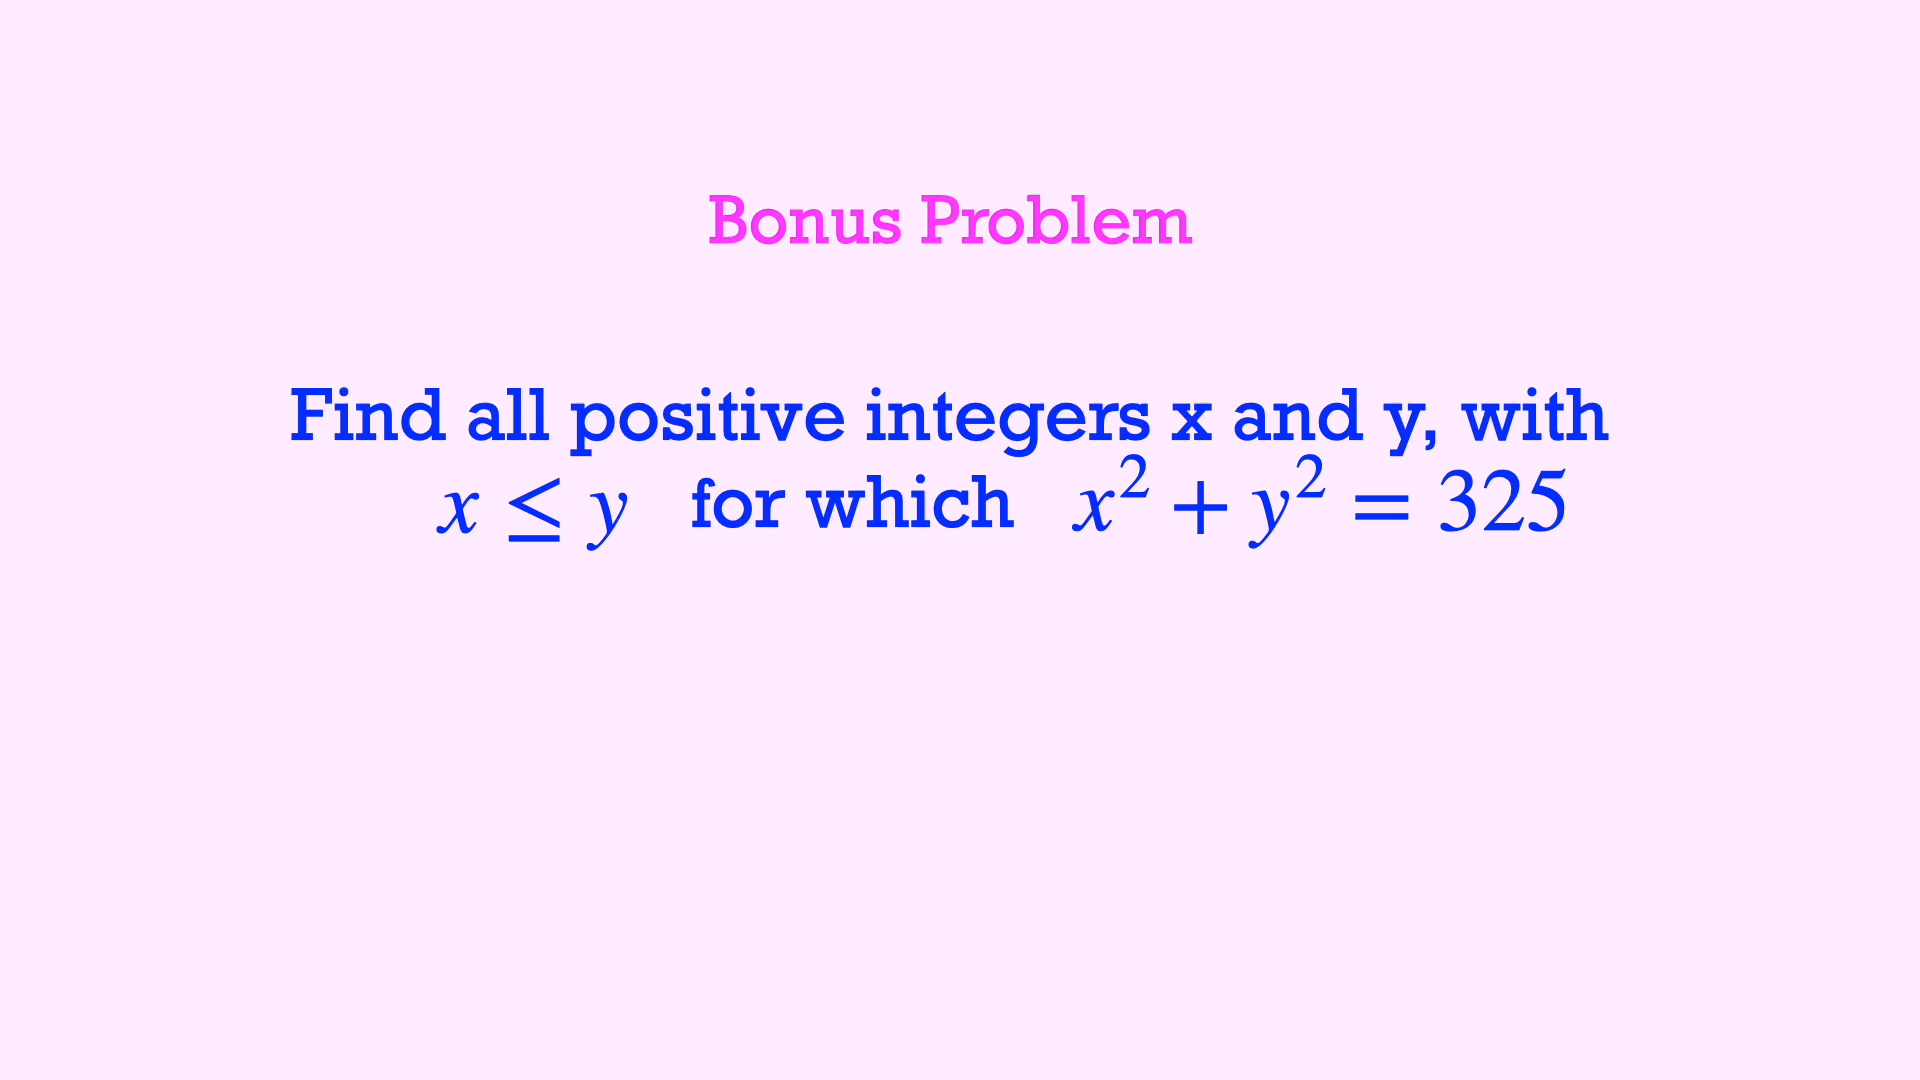 Bonus Problem
Find all positive integers x and y, with
x ≤ y for which x² + y² = 325